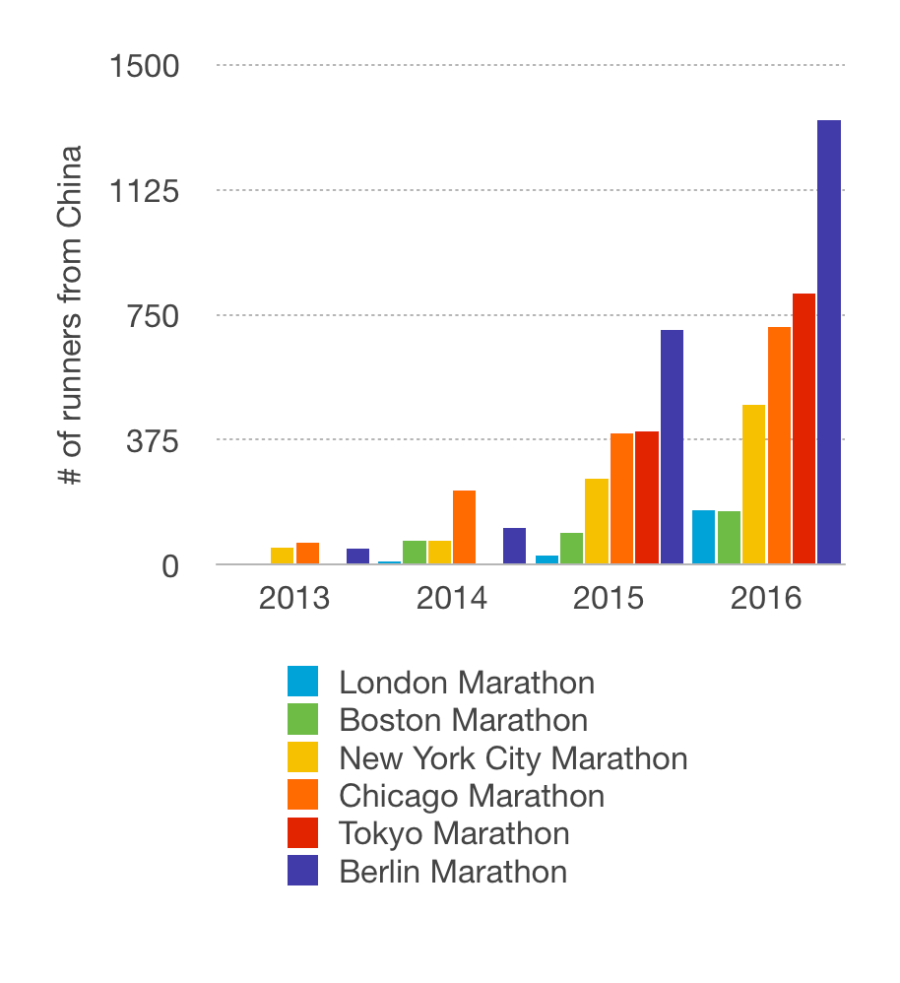 1500
1125
750
375
0
# of runners from China
2013 2014 2015 2016
London Marathon
Boston Marathon
New York City Marathon
Chicago Marathon
Tokyo Marathon
Berlin Marathon